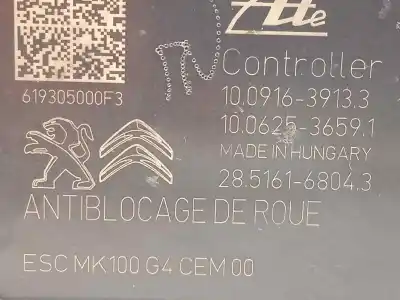 Ate
Controller
10.0916-3913.3
619305000F3
10.0625-3659.1
MADE IN HUNGARY
28.5161-6804.3
ANTIBLOCAGE DE ROUE
ESC MK100 G4 CEM 00